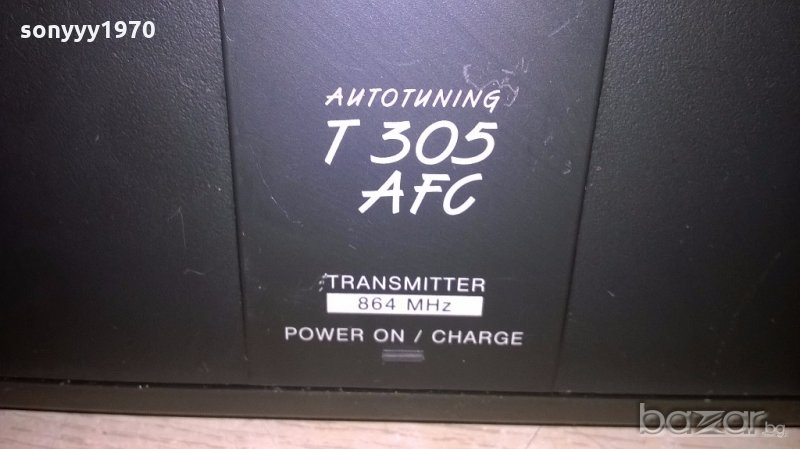 sonyyy1970
AUTOTUNING
T 305
AFC
TRANSMITTER
864 MHz
POWER ON / CHARGE
bazar.bg